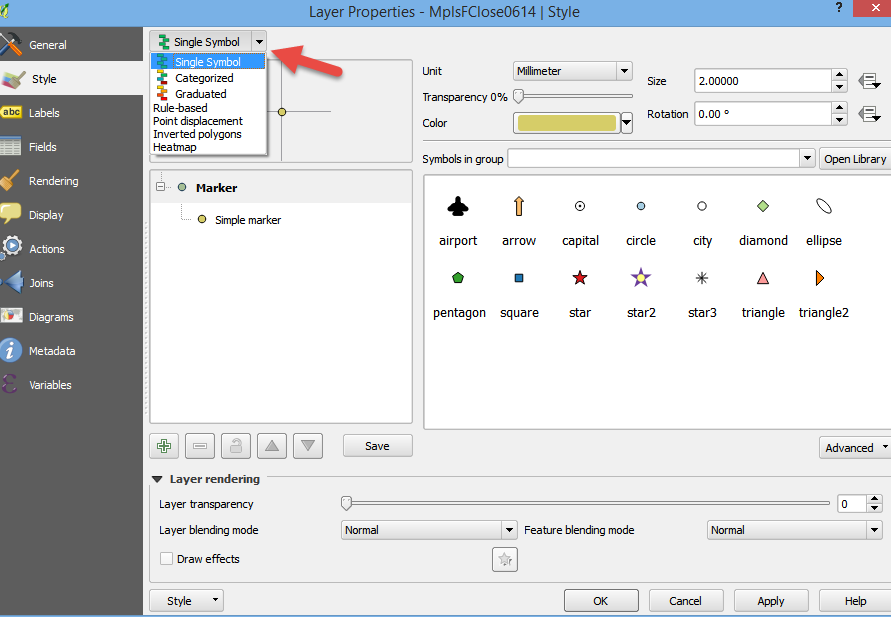 Layer Properties - MplsFClose0614 | Style
?
X
General
Style
abc Labels
Fields
Rendering
Display
Actions
Joins
Diagrams
i Metadata
ε Variables
Single Symbol
Single Symbol
Categorized
Graduated
Rule-based
Point displacement
Inverted polygons
Heatmap
Unit Millimeter
Size 2.00000
Transparency 0%
Color
Rotation 0.00 °
Symbols in group
Open Library
Marker
Simple marker
airport arrow capital circle city diamond ellipse
pentagon square star star2 star3 triangle triangle2
Save
Advanced
Layer rendering
Layer transparency 0
Layer blending mode Normal Feature blending mode Normal
Draw effects
Style OK Cancel Apply Help